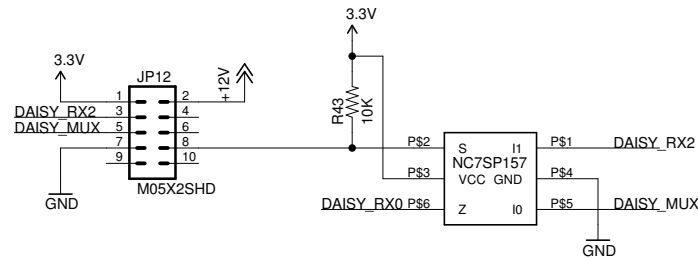 3.3V
3.3V
JP12
+12V
1 2
DAISY_RX2 3 4
DAISY_MUX 5 6
7 8
9 10
M05X2SHD
GND
R43
10K
P$2 S I1 P$1 DAISY_RX2
NC7SP157
P$3 VCC GND P$4
DAISY_RX0 P$6 Z I0 P$5 DAISY_MUX
GND